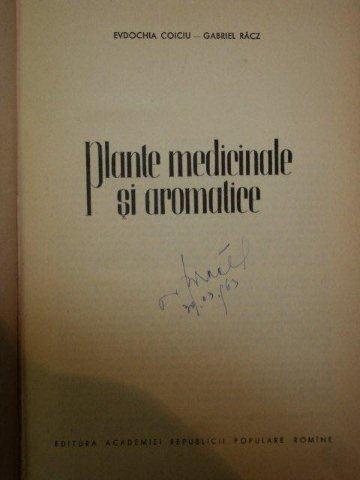 EVDOCHIA COICIU — GABRIEL RÁCZ
Plante medicinale
și aromatice
EDITURA ACADEMIEI REPUBLICII POPULARE ROMÎNE